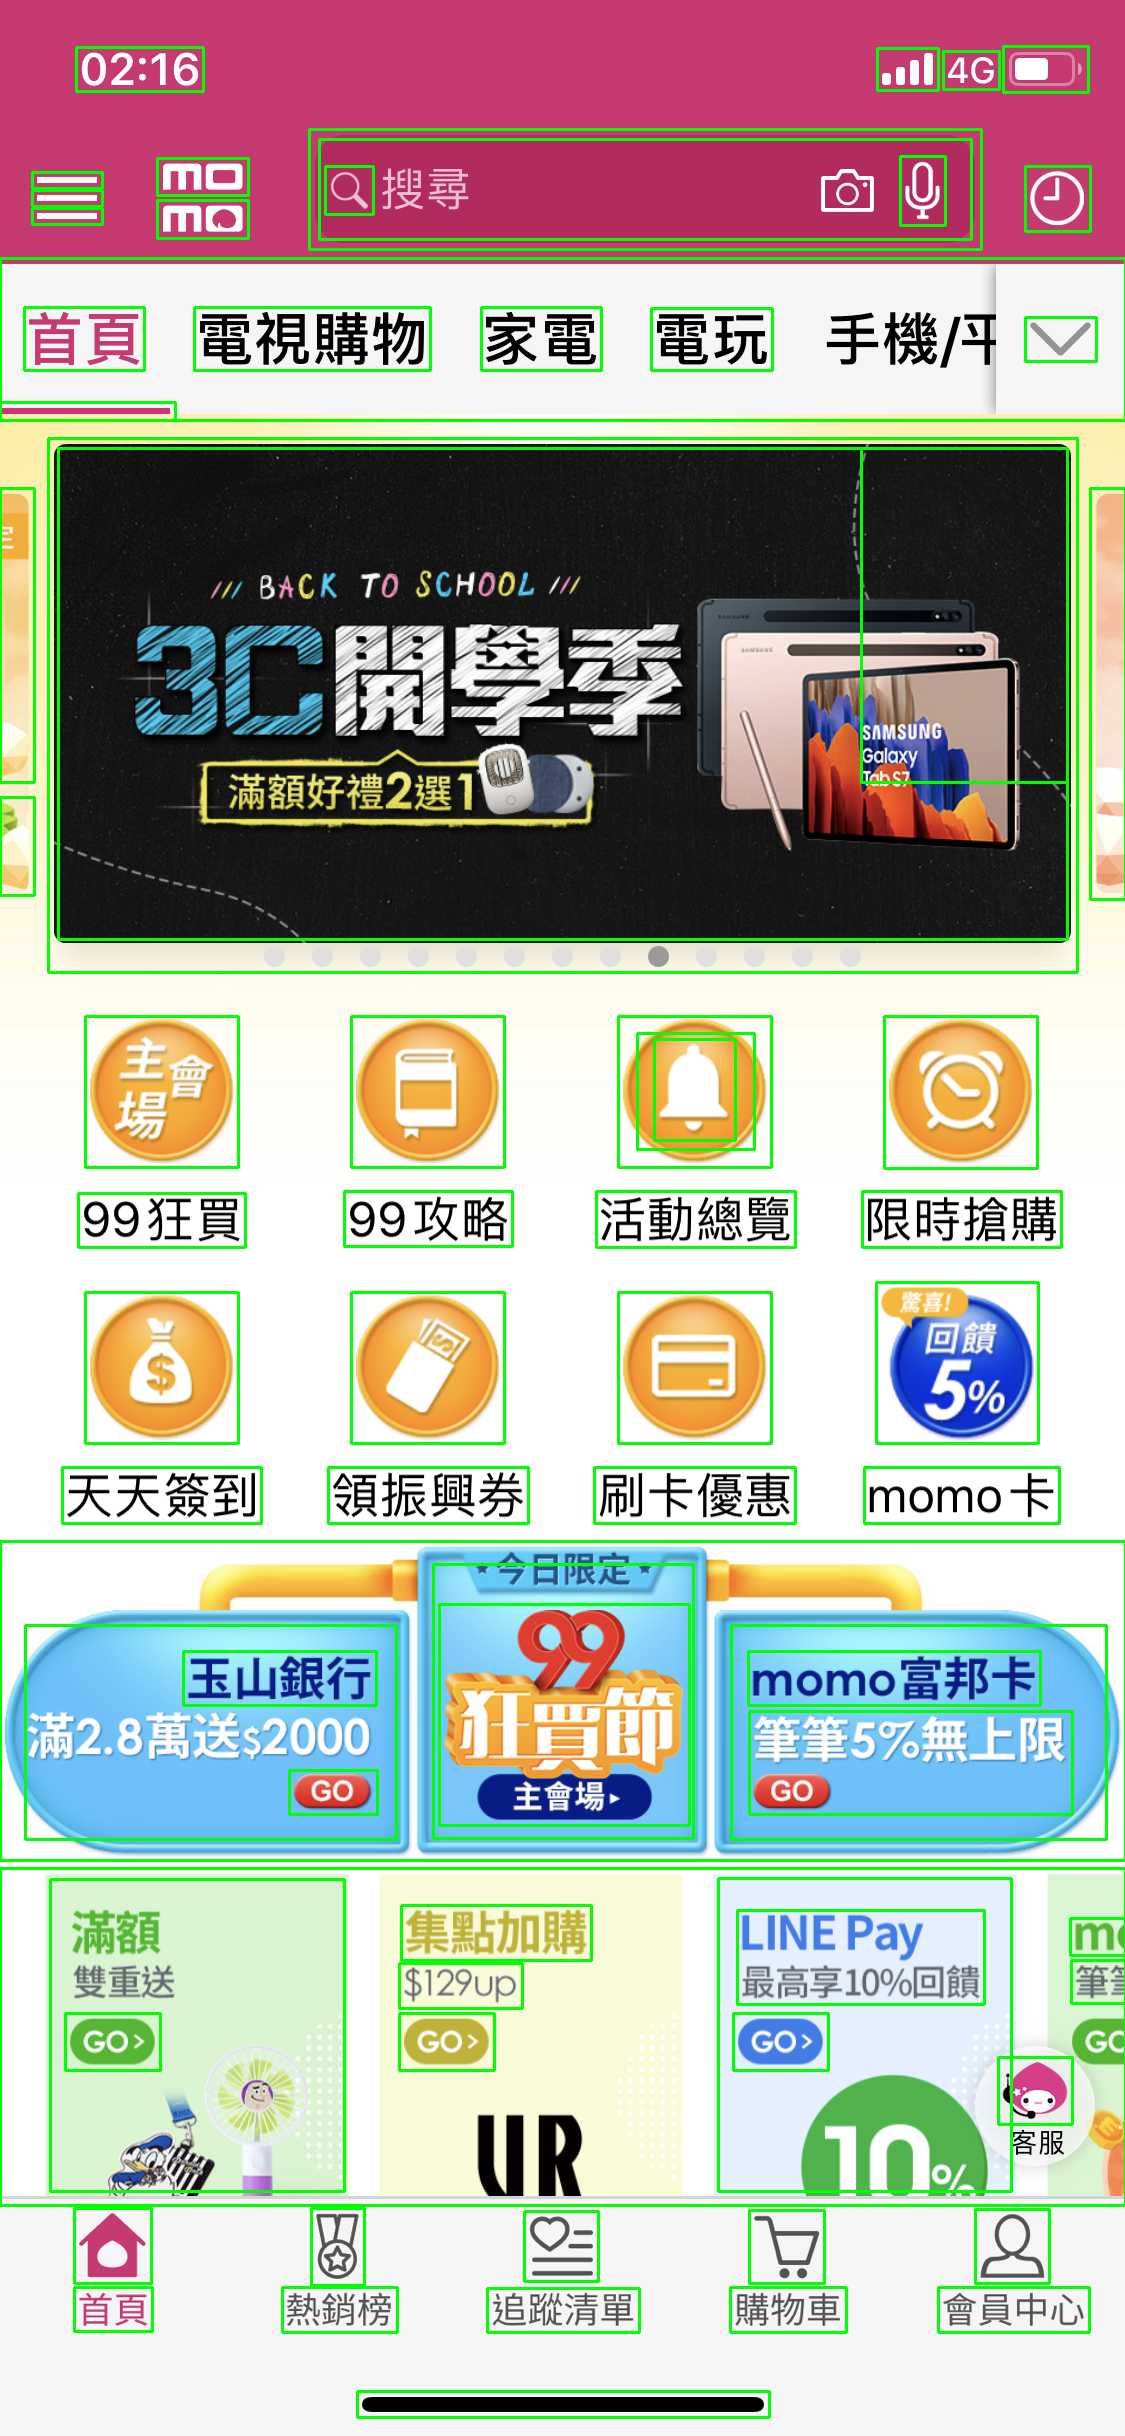 02:16
4G
momo
搜尋
首頁 電視購物 家電 電玩 手機/平
BACK TO SCHOOL
3C開學季
滿額好禮2選1
SAMSUNG
SAMSUNG
SAMSUNG
Galaxy
Tab S7
主會場
99狂買 99攻略 活動總覽 限時搶購
驚喜!
回饋
5%
天天簽到 領振興券 刷卡優惠 momo卡
玉山銀行
滿2.8萬送$2000
GO
今日限定
99
狂買節
主會場
momo富邦卡
筆筆5%無上限
GO
滿額
雙重送
GO >
集點加購
$129up
GO >
UR
LINE Pay
最高享10%回饋
GO >
10%
mo
筆筆
GO
客服
首頁 熱銷榜 追蹤清單 購物車 會員中心